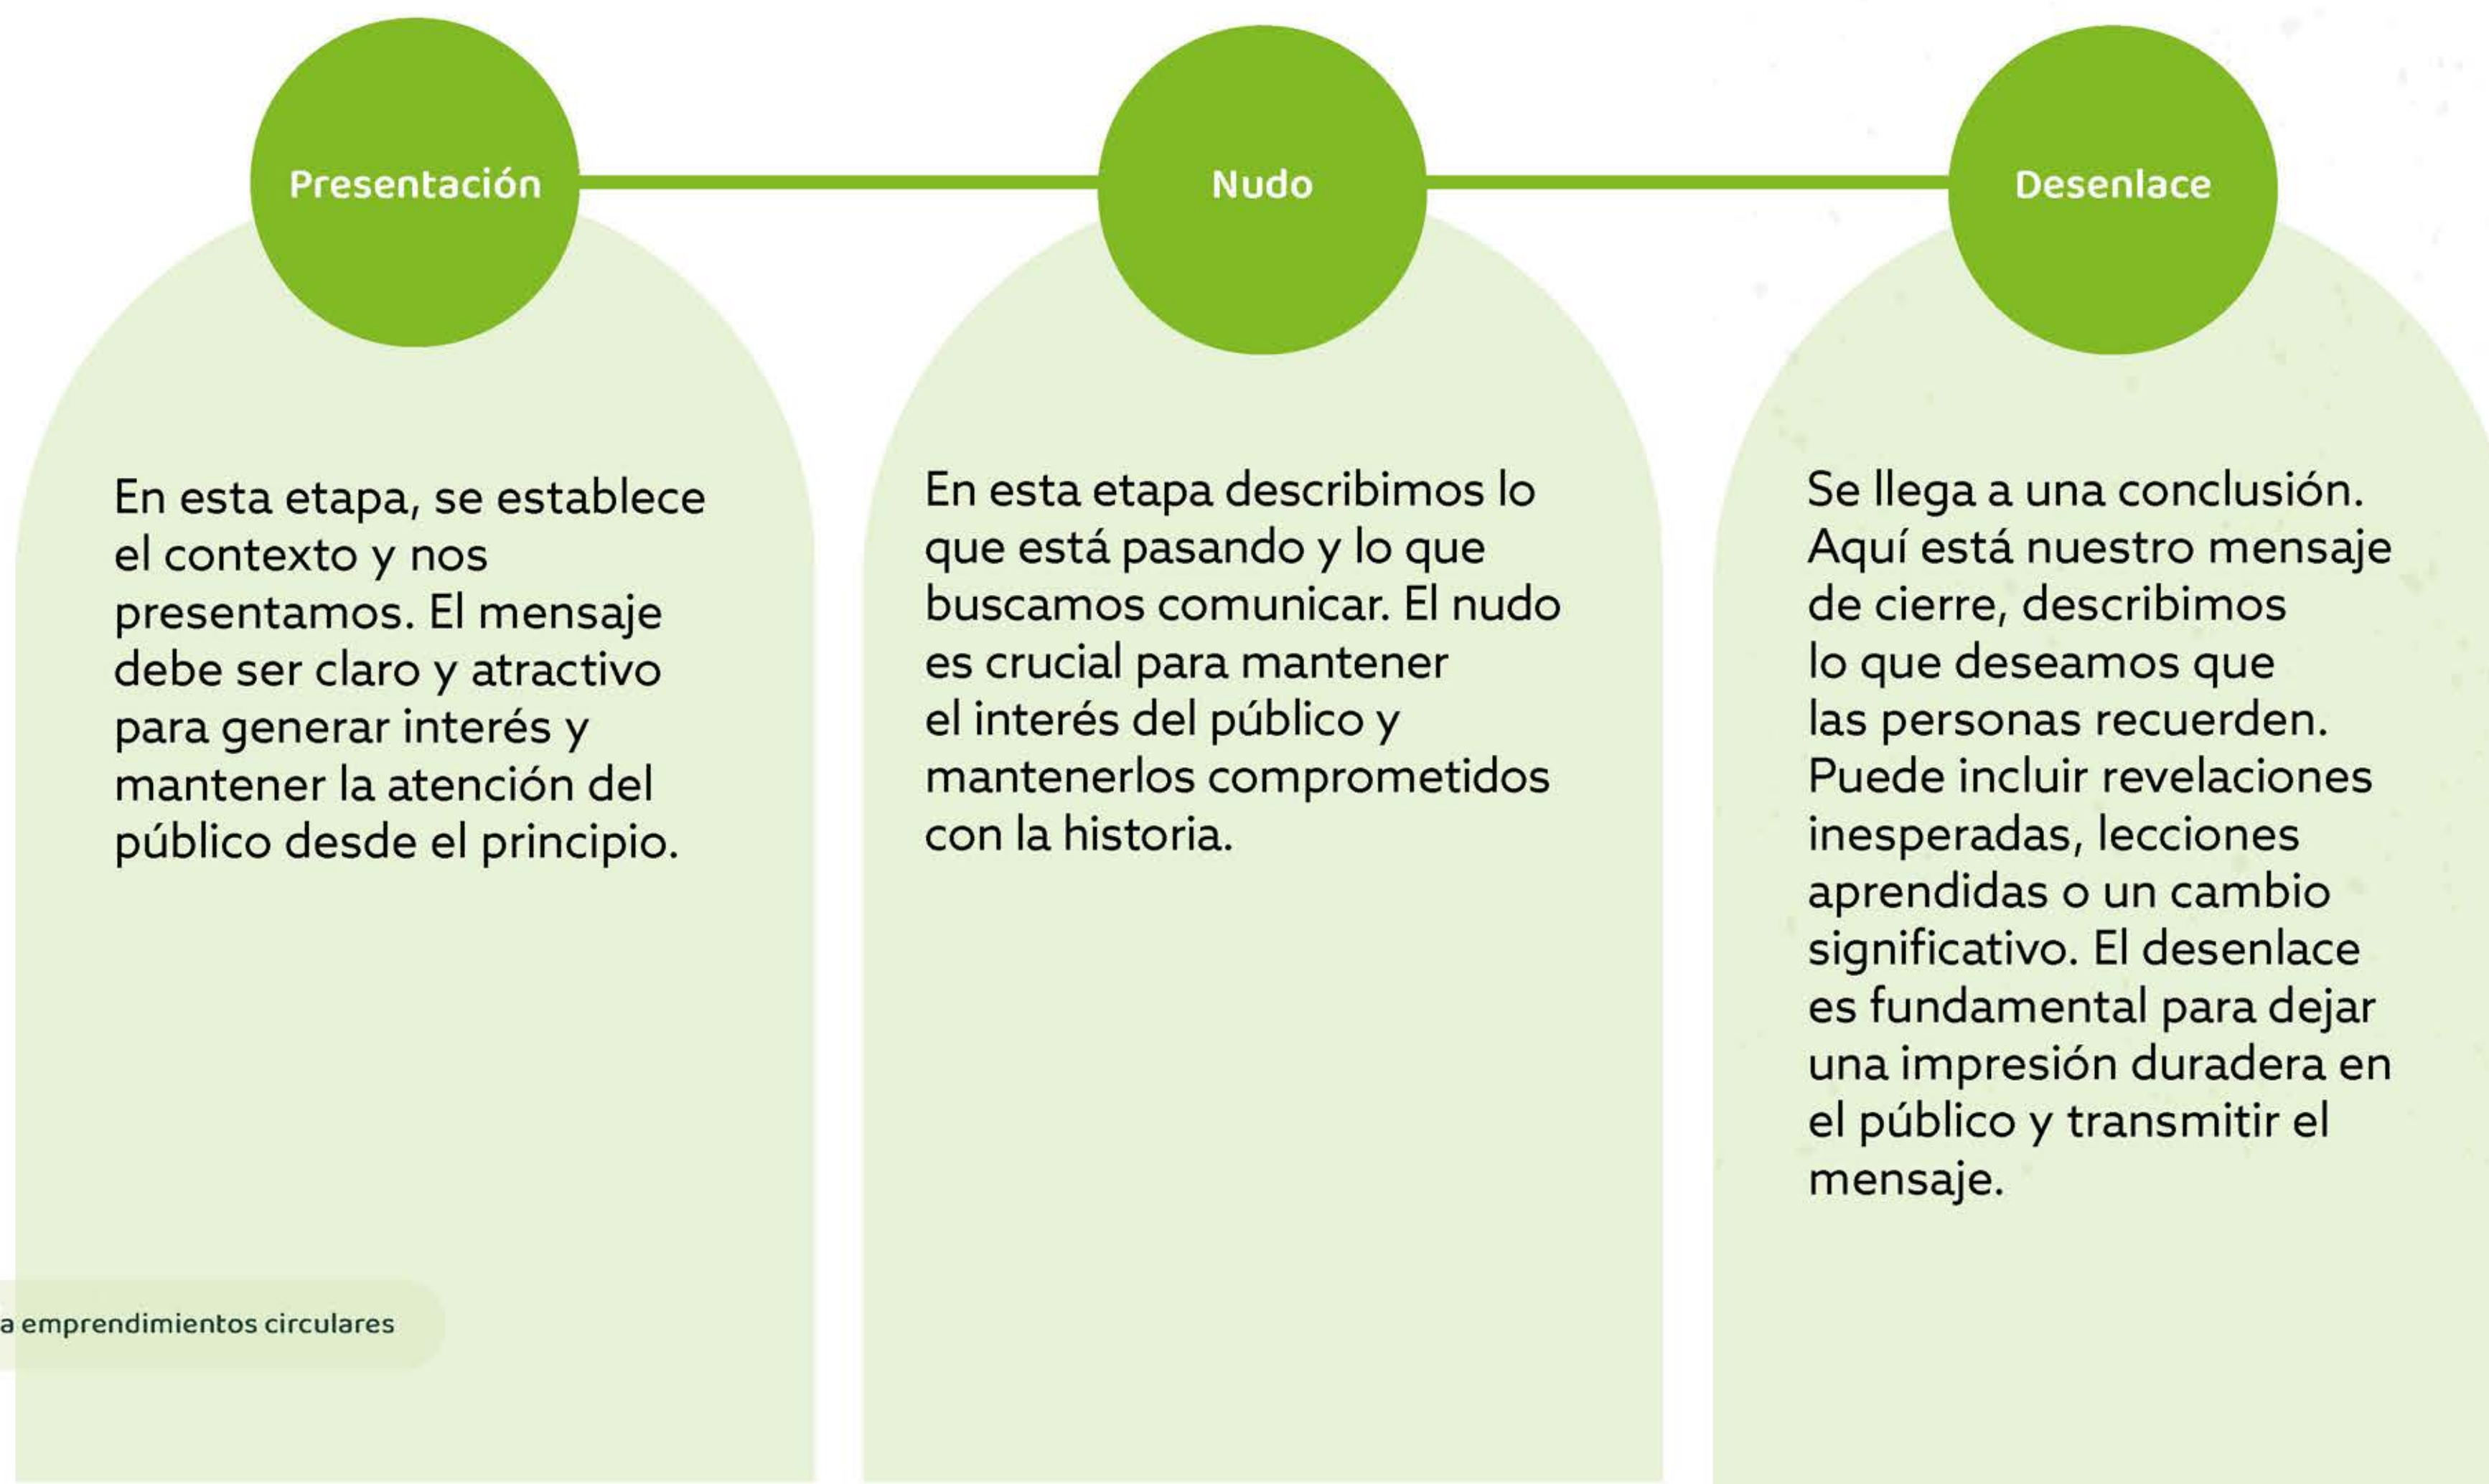 Presentación
Nudo
Desenlace
En esta etapa, se establece
el contexto y nos
presentamos. El mensaje
debe ser claro y atractivo
para generar interés y
mantener la atención del
público desde el principio.
En esta etapa describimos lo
que está pasando y lo que
buscamos comunicar. El nudo
es crucial para mantener
el interés del público y
mantenerlos comprometidos
con la historia.
Se llega a una conclusión.
Aquí está nuestro mensaje
de cierre, describimos
lo que deseamos que
las personas recuerden.
Puede incluir revelaciones
inesperadas, lecciones
aprendidas o un cambio
significativo. El desenlace
es fundamental para dejar
una impresión duradera en
el público y transmitir el
mensaje.
a emprendimientos circulares